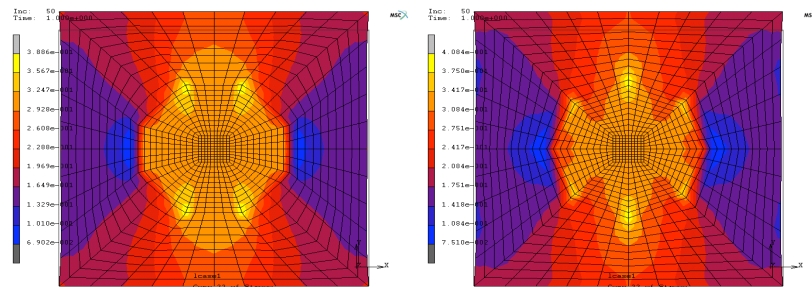 Inc: 50
Time: 1.000e+000
MSC
3.886e-001
3.567e-001
3.247e-001
2.928e-001
2.608e-001
2.288e-001
1.969e-001
1.649e-001
1.329e-001
1.010e-001
6.902e-002
Y
X
lcase1
Inc: 50
Time: 1.000e+000
MS
4.084e-001
3.750e-001
3.417e-001
3.084e-001
2.751e-001
2.417e-001
2.084e-001
1.751e-001
1.418e-001
1.084e-001
7.510e-002
Y
X
lcase1